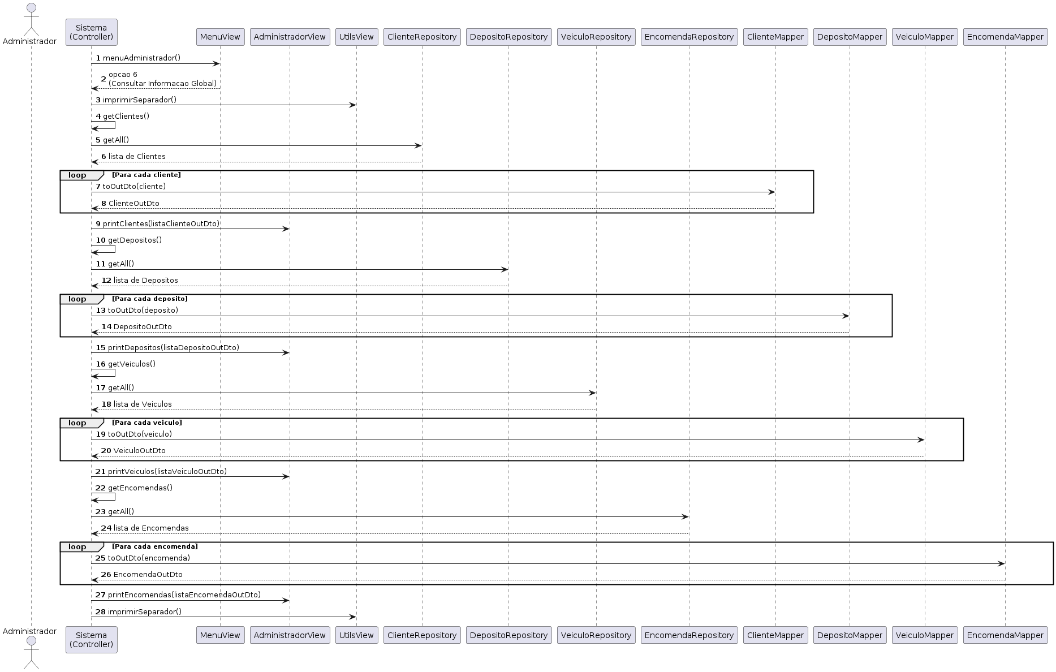 Administrador
Sistema
(Controller)
MenuView
AdministradorView
UtilsView
ClienteRepository
DepositoRepository
VeiculoRepository
EncomendaRepository
ClienteMapper
DepositoMapper
VeiculoMapper
EncomendaMapper
1 menuAdministrador()
2 opcao 6
(Consultar Informacao Global)
3 imprimirSeparador()
4 getClientes()
5 getAll()
6 lista de Clientes
loop [Para cada cliente]
7 toOutDto(cliente)
8 ClienteOutDto
9 printClientes(listaClienteOutDto)
10 getDepositos()
11 getAll()
12 lista de Depositos
loop [Para cada deposito]
13 toOutDto(deposito)
14 DepositoOutDto
15 printDepositos(listaDepositoOutDto)
16 getVeiculos()
17 getAll()
18 lista de Veiculos
loop [Para cada veiculo]
19 toOutDto(veiculo)
20 VeiculoOutDto
21 printVeiculos(listaVeiculoOutDto)
22 getEncomendas()
23 getAll()
24 lista de Encomendas
loop [Para cada encomenda]
25 toOutDto(encomenda)
26 EncomendaOutDto
27 printEncomendas(listaEncomendaOutDto)
28 imprimirSeparador()
Administrador
Sistema
(Controller)
MenuView
AdministradorView
UtilsView
ClienteRepository
DepositoRepository
VeiculoRepository
EncomendaRepository
ClienteMapper
DepositoMapper
VeiculoMapper
EncomendaMapper